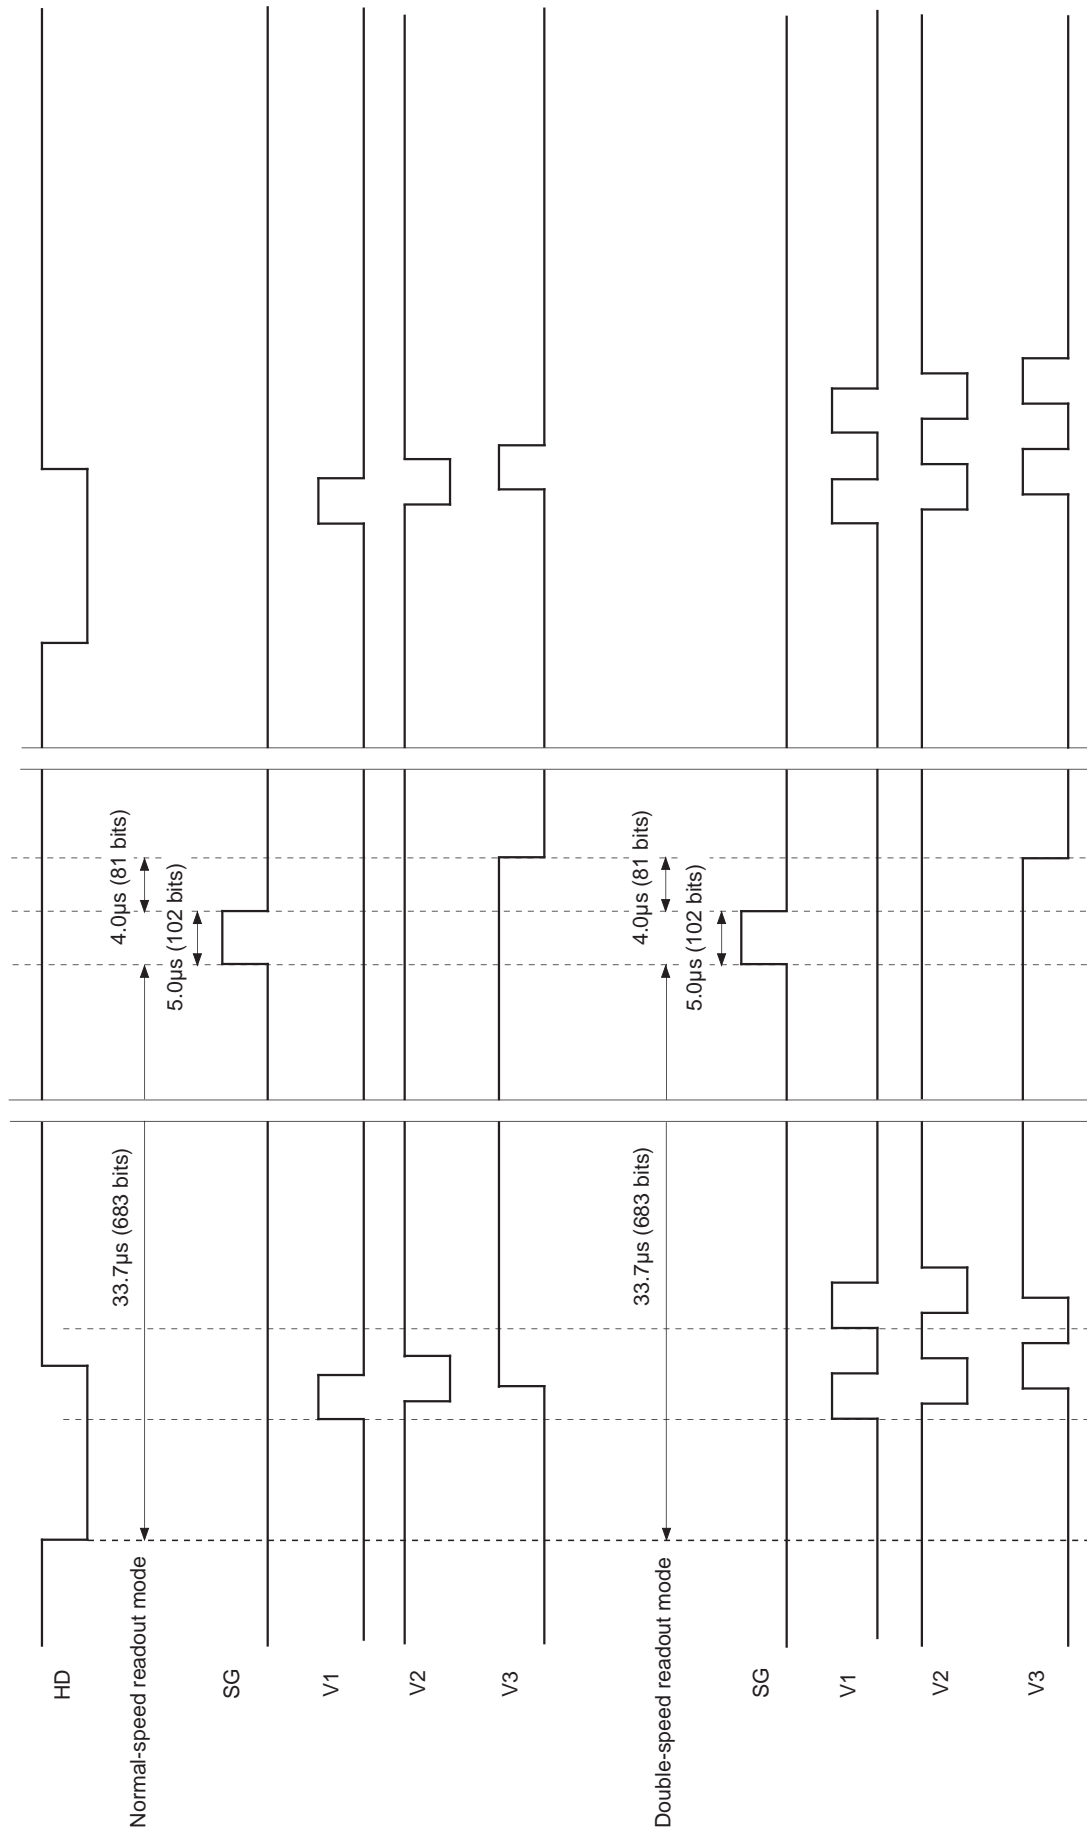 HD
Normal-speed readout mode
33.7μs (683 bits)
4.0μs (81 bits)
5.0μs (102 bits)
SG
V1
V2
V3
Double-speed readout mode
33.7μs (683 bits)
4.0μs (81 bits)
5.0μs (102 bits)
SG
V1
V2
V3